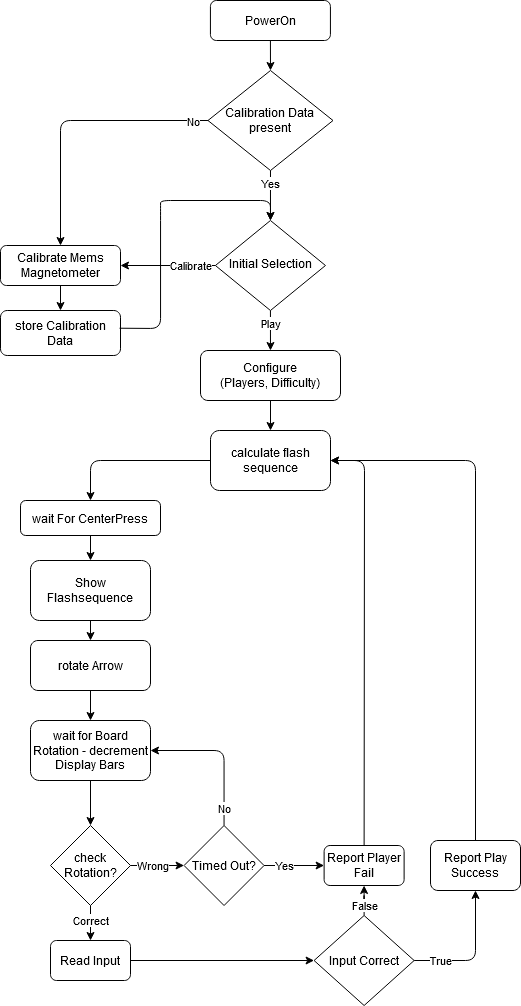 PowerOn
Calibration Data
present
No
Yes
Calibrate Mems
Magnetometer
Calibrate
Initial Selection
store Calibration
Data
Play
Configure
(Players, Difficulty)
calculate flash
sequence
wait For CenterPress
Show
Flashsequence
rotate Arrow
wait for Board
Rotation - decrement
Display Bars
No
check
Rotation?
Wrong
Timed Out?
Yes
Report Player
Fail
Report Play
Success
Correct
False
Read Input
Input Correct
True